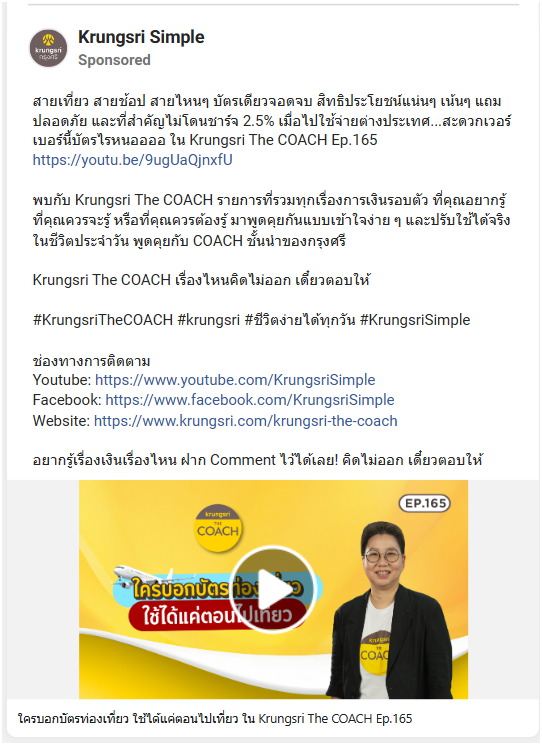 Krungsri Simple
Sponsored
krungsri
กรุงศรี
สายเที่ยว สายช้อป สายไหนๆ บัตรเดียวจอดจบ สิทธิประโยชน์แน่นๆ เน้นๆ แถม
ปลอดภัย และที่สำคัญไม่โดนชาร์จ 2.5% เมื่อไปใช้จ่ายต่างประเทศ...สะดวกเวอร์
เบอร์นี้บัตรไรหนออออ ใน Krungsri The COACH Ep.165
https://youtu.be/9ugUaQjnxfU
พบกับ Krungsri The COACH รายการที่รวมทุกเรื่องการเงินรอบตัว ที่คุณอยากรู้
ที่คุณควรจะรู้ หรือที่คุณควรต้องรู้ มาพูดคุยกันแบบเข้าใจง่าย ๆ และปรับใช้ได้จริง
ในชีวิตประจำวัน พูดคุยกับ COACH ชั้นนำของกรุงศรี
Krungsri The COACH เรื่องไหนคิดไม่ออก เดี๋ยวตอบให้
#KrungsriTheCOACH #krungsri #ชีวิตง่ายได้ทุกวัน #KrungsriSimple
ช่องทางการติดตาม
Youtube: https://www.youtube.com/KrungsriSimple
Facebook: https://www.facebook.com/KrungsriSimple
Website: https://www.krungsri.com/krungsri-the-coach
อยากรู้เรื่องเงินเรื่องไหน ฝาก Comment ไว้ได้เลย! คิดไม่ออก เดี๋ยวตอบให้
EP.165
krungsri
THE
COACH
ใครบอกบัตรท่องเที่ยว
ใช้ได้แค่ตอนไปเที่ยว
krungsri
THE
COACH
ใครบอกบัตรท่องเที่ยว ใช้ได้แค่ตอนไปเที่ยว ใน Krungsri The COACH Ep.165